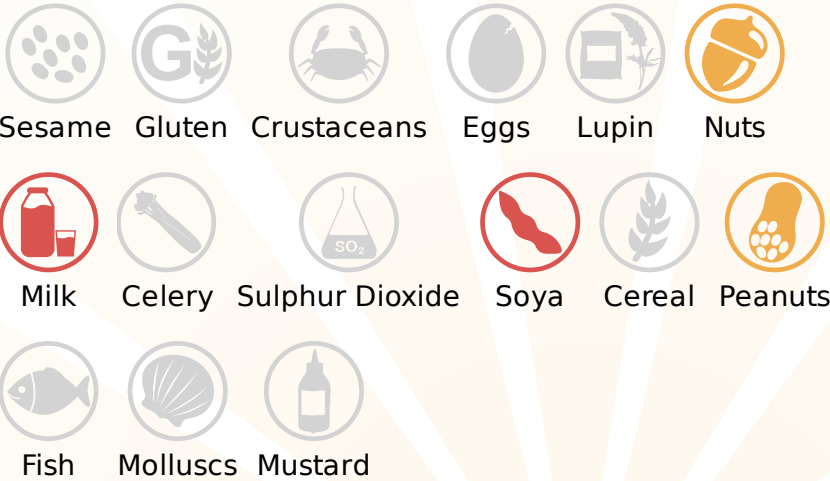 G
Sesame Gluten Crustaceans Eggs Lupin Nuts
SO₂
Milk Celery Sulphur Dioxide Soya Cereal Peanuts
Fish Molluscs Mustard